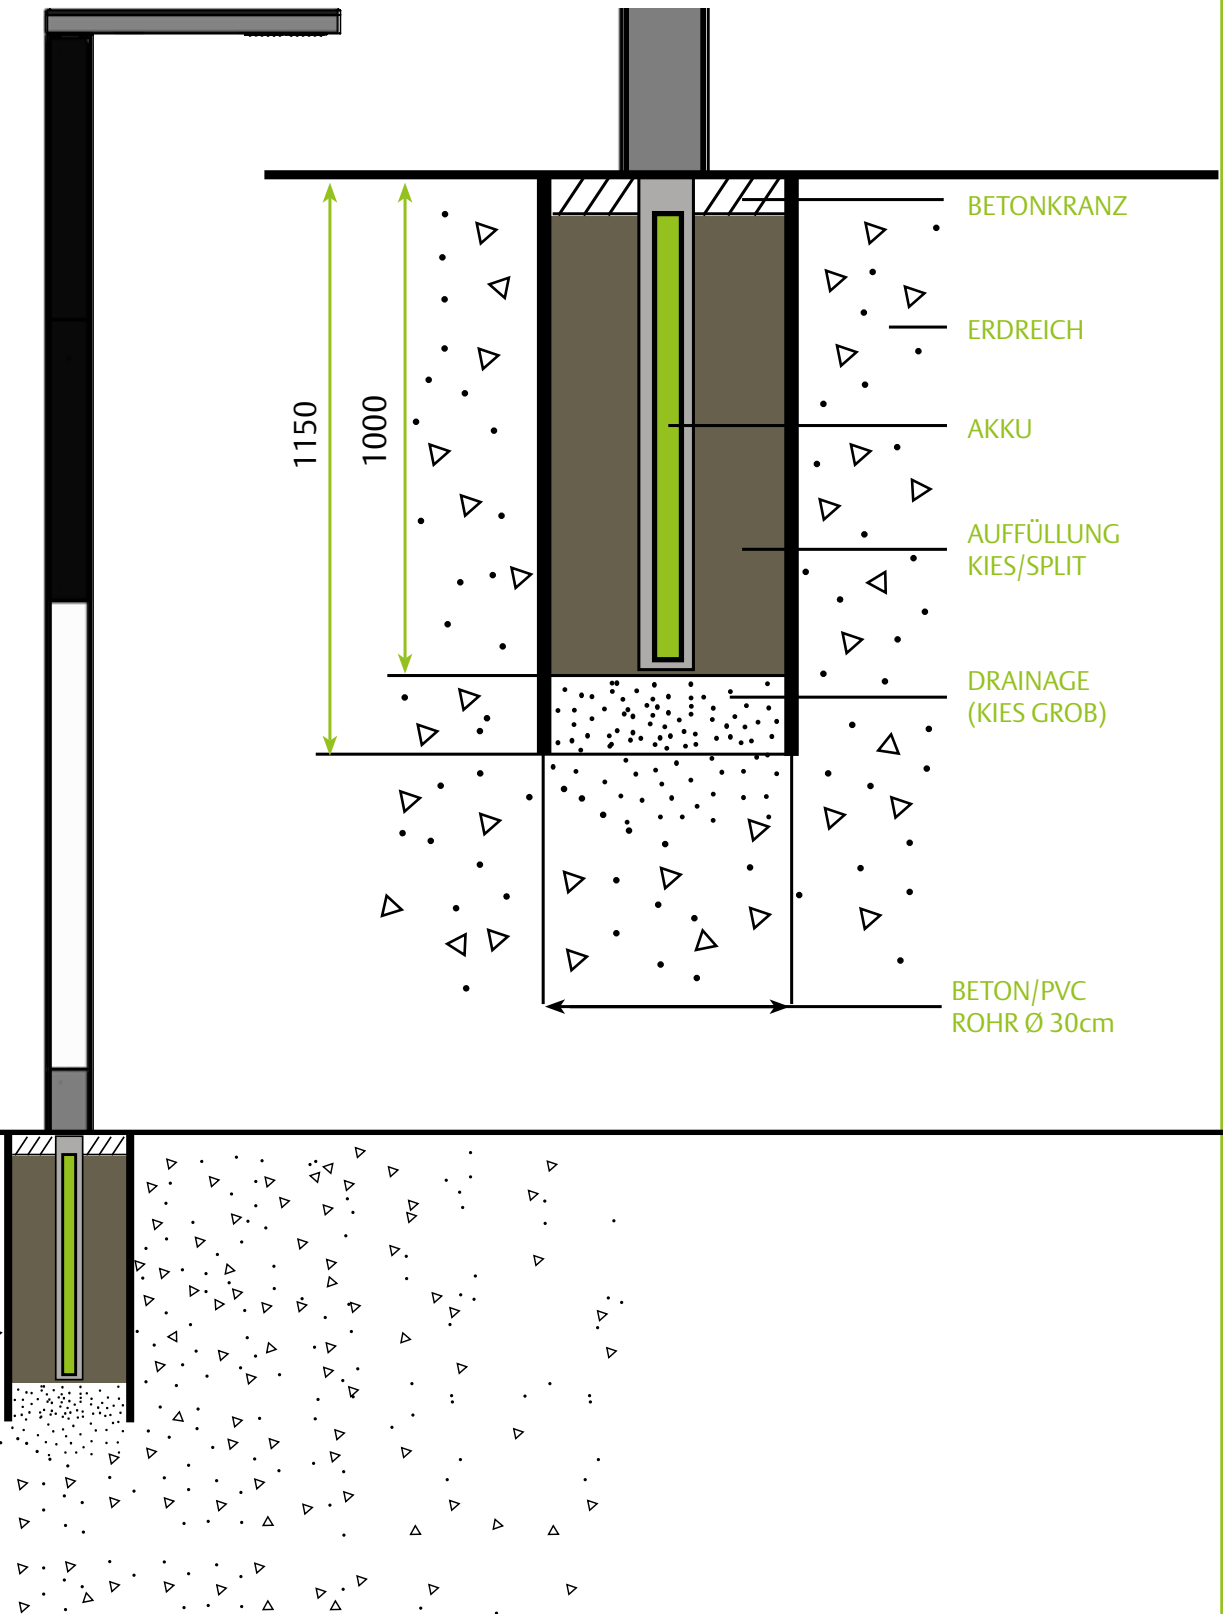 BETONKRANZ
ERDREICH
1150
1000
AKKU
AUFFÜLLUNG
KIES/SPLIT
DRAINAGE
(KIES GROB)
BETON/PVC
ROHR Ø 30cm